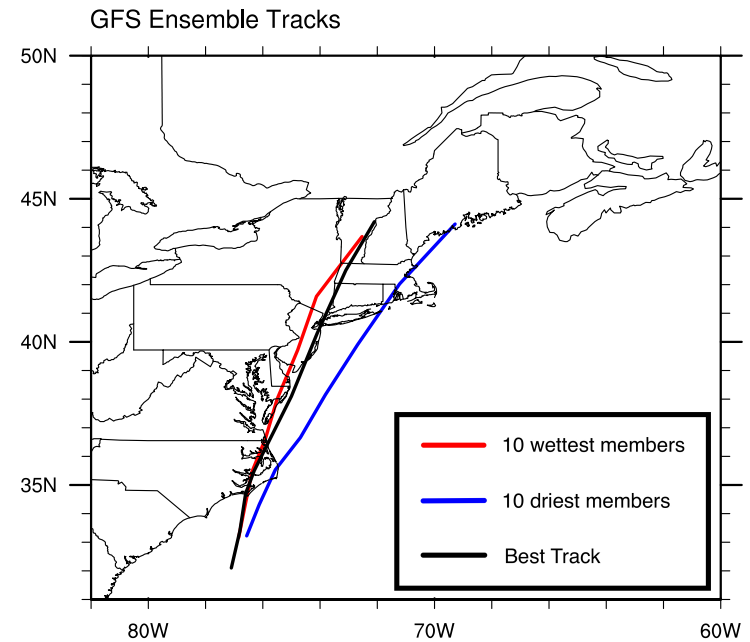 GFS Ensemble Tracks
50N
45N
40N
35N
10 wettest members
10 driest members
Best Track
80W
70W
60W